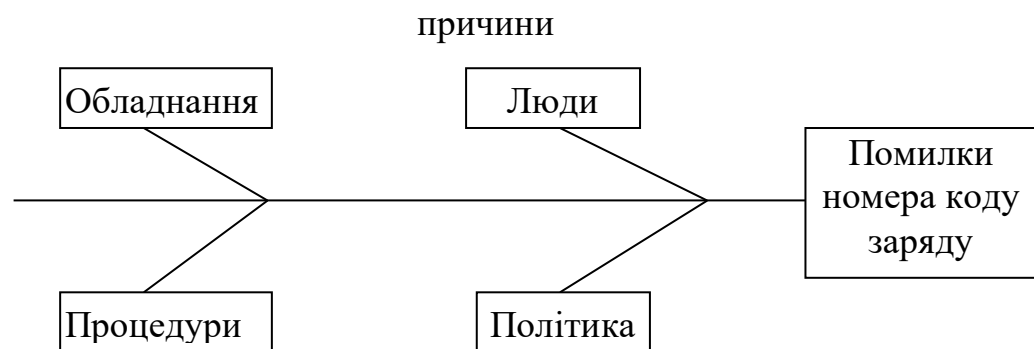 причини
Обладнання
Люди
Помилки
номера коду
заряду
Процедури
Політика